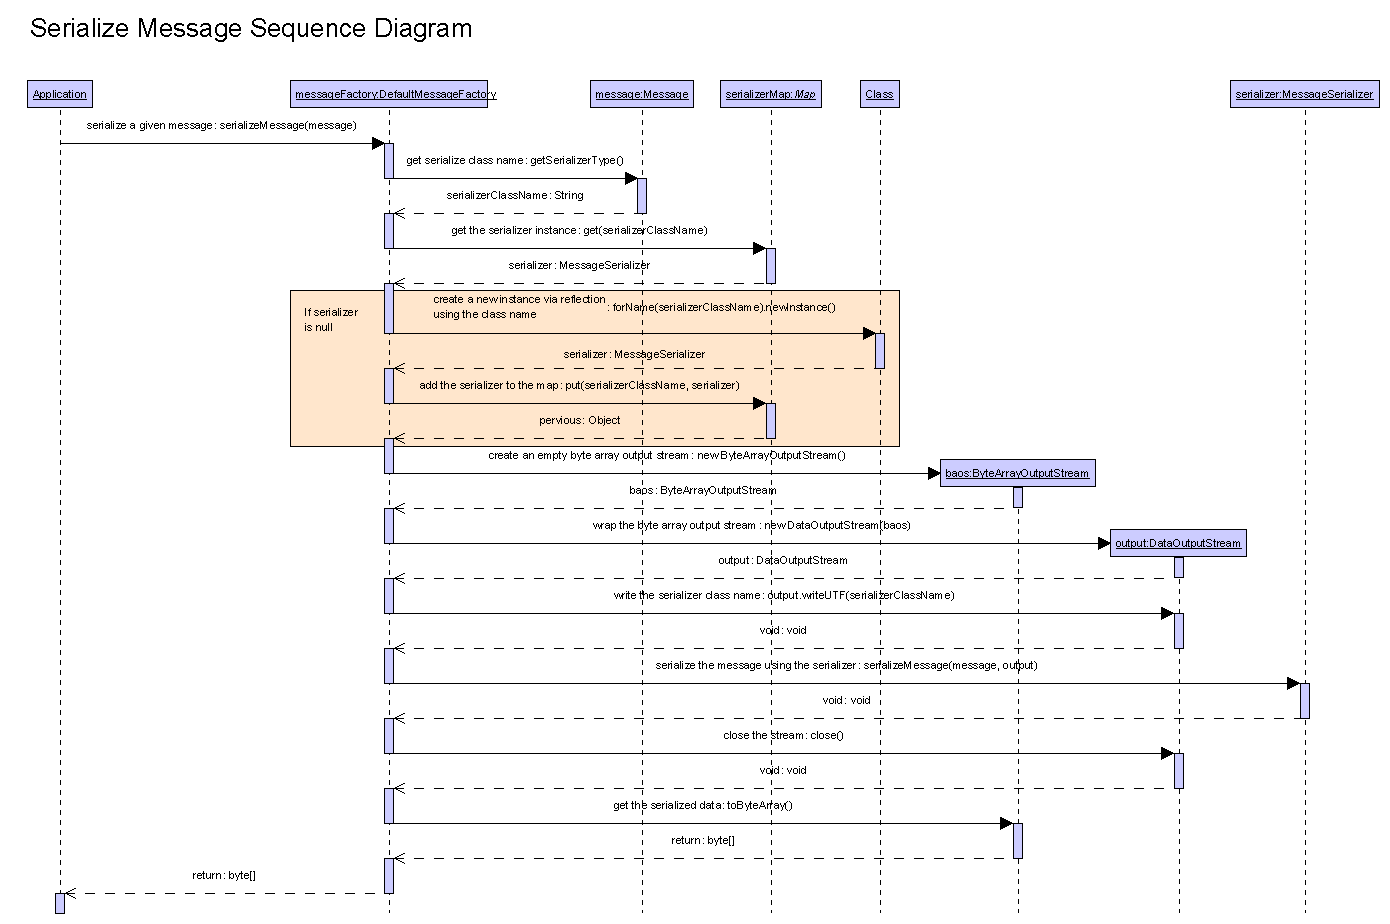 Serialize Message Sequence Diagram
Application
messageFactory:DefaultMessageFactory
message:Message
serializerMap:Map
Class
serializer:MessageSerializer
serialize a given message : serializeMessage(message)
get serialize class name : getSerializerType()
serializerClassName : String
get the serializer instance : get(serializerClassName)
serializer : MessageSerializer
If serializer
is null
create a new instance via reflection
using the class name
: forName(serializerClassName).newInstance()
serializer : MessageSerializer
add the serializer to the map : put(serializerClassName, serializer)
pervious : Object
create an empty byte array output stream : new ByteArrayOutputStream()
baos:ByteArrayOutputStream
baos : ByteArrayOutputStream
wrap the byte array output stream : new DataOutputStream(baos)
output:DataOutputStream
output : DataOutputStream
write the serializer class name : output.writeUTF(serializerClassName)
void : void
serialize the message using the serializer : serializeMessage(message, output)
void : void
close the stream : close()
void : void
get the serialized data : toByteArray()
return : byte[]
return : byte[]